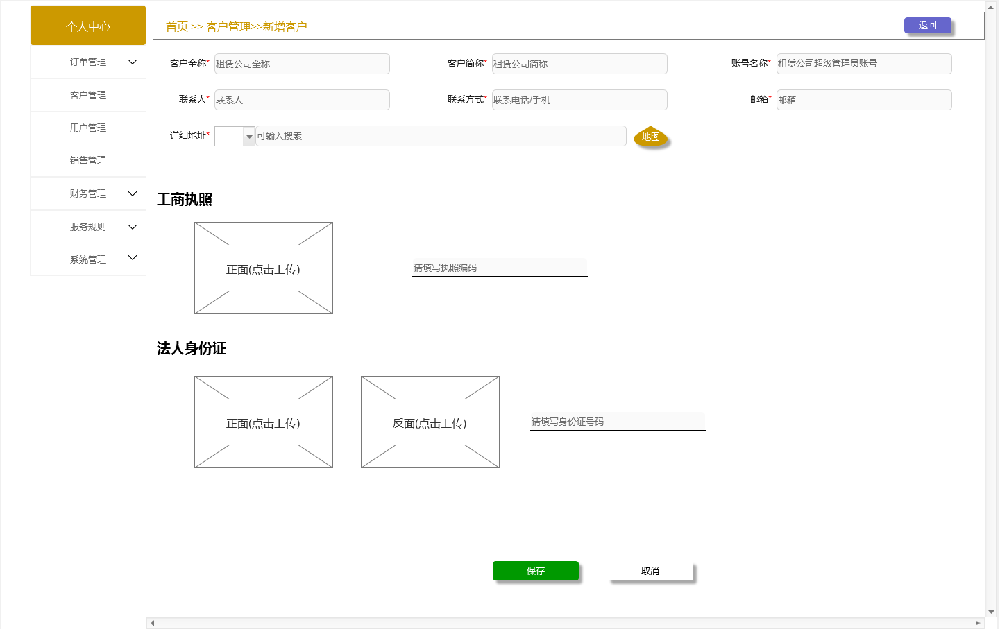 个人中心
订单管理
客户管理
用户管理
销售管理
财务管理
服务规则
系统管理
首页 >> 客户管理>>新增客户
返回
客户全称* 租赁公司全称
客户简称* 租赁公司简称
账号名称* 租赁公司超级管理员账号
联系人* 联系人
联系方式* 联系电话/手机
邮箱* 邮箱
详细地址* 可输入搜索
地图
工商执照
正面(点击上传)
请填写执照编码
法人身份证
正面(点击上传)
反面(点击上传)
请填写身份证号码
保存
取消